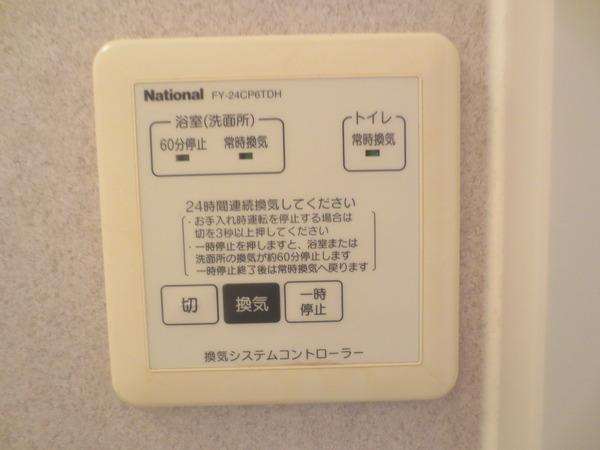 National FY-24CP6TDH
浴室(洗面所)
60分停止 常時換気
トイレ
常時換気
24時間連続換気してください
・お手入れ時運転を停止する場合は
切を3秒以上押してください
・一時停止を押しますと、浴室または
洗面所の換気が約60分停止します
一時停止終了後は常時換気へ戻ります
切 換気 一時
停止
換気システムコントローラー